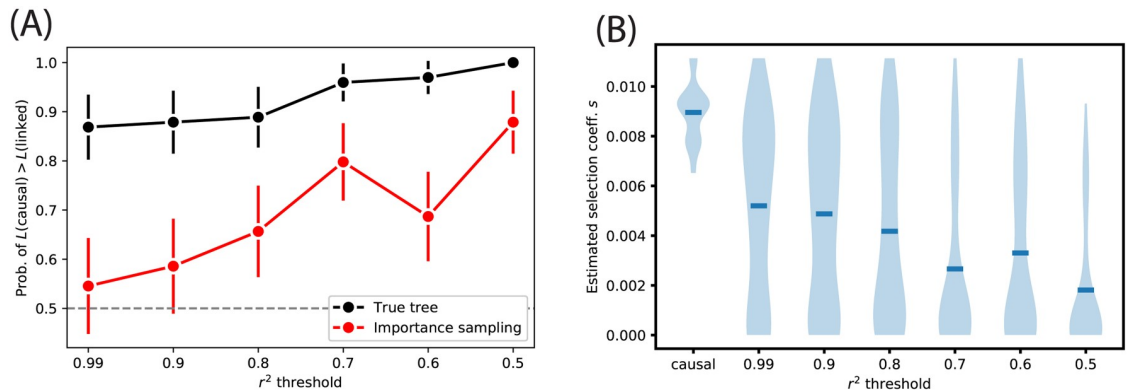 (A)
Prob. of L(causal) > L(linked)
1.0
0.9
0.8
0.7
0.6
0.5
True tree
Importance sampling
0.99 0.9 0.8 0.7 0.6 0.5
r² threshold
(B)
Estimated selection coeff. s
0.010
0.008
0.006
0.004
0.002
0.000
causal 0.99 0.9 0.8 0.7 0.6 0.5
r² threshold